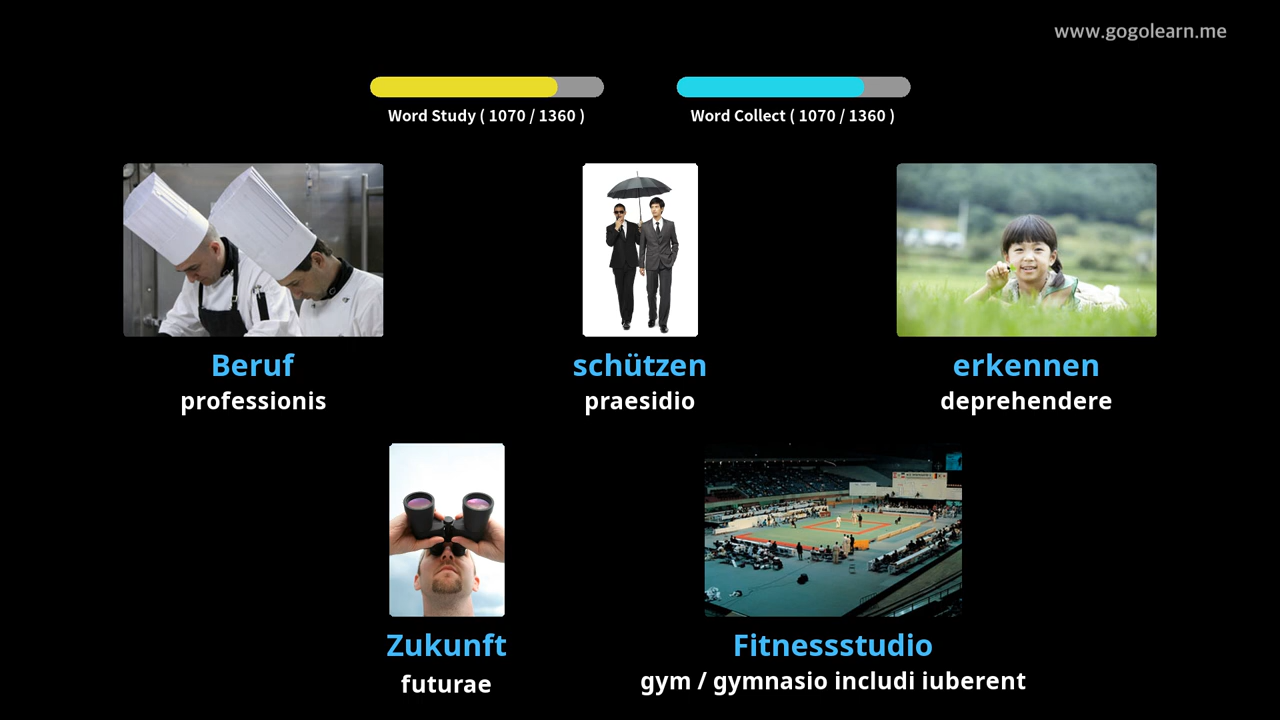 www.gogolearn.me
Word Study ( 1070 / 1360 )
Word Collect ( 1070 / 1360 )
Beruf
professionis
schützen
praesidio
erkennen
deprehendere
Zukunft
futurae
Fitnessstudio
gym / gymnasio includi iuberent